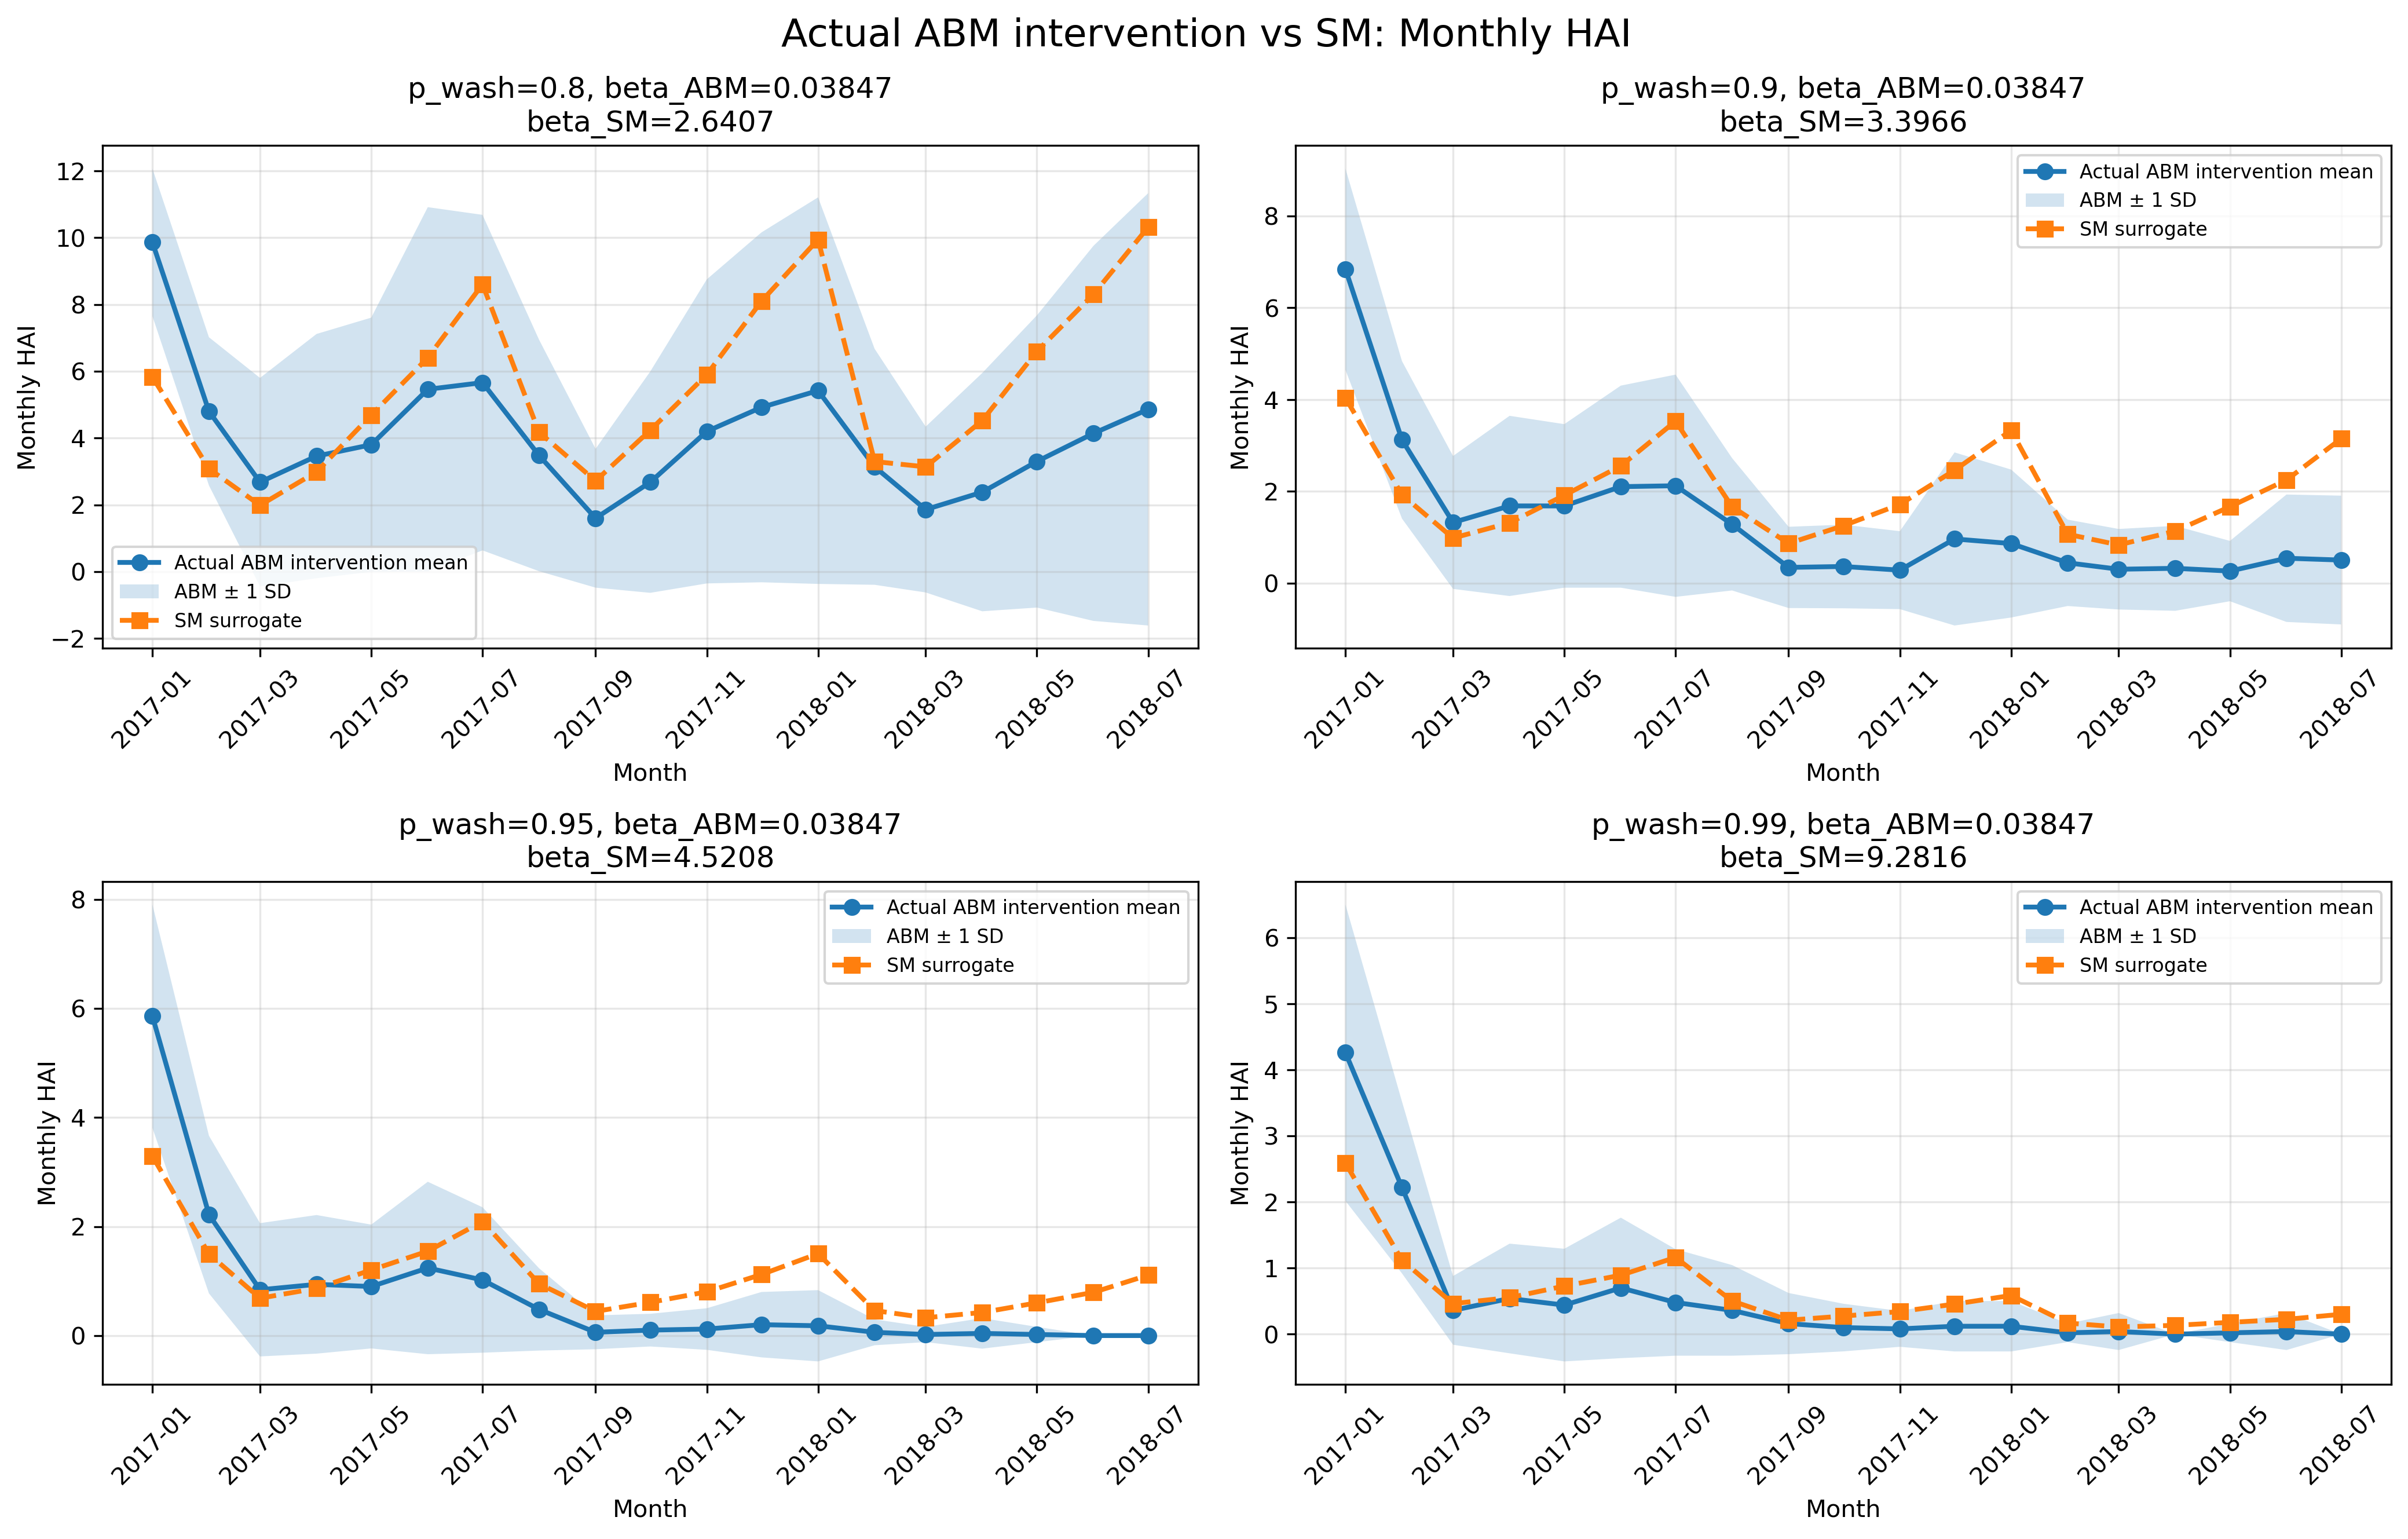 Actual ABM intervention vs SM: Monthly HAI
p_wash=0.8, beta_ABM=0.03847
beta_SM=2.6407
Monthly HAI
12
10
8
6
4
2
0
−2
Actual ABM intervention mean
ABM ± 1 SD
SM surrogate
2017-01
2017-03
2017-05
2017-07
2017-09
2017-11
2018-01
2018-03
2018-05
2018-07
Month
p_wash=0.9, beta_ABM=0.03847
beta_SM=3.3966
Monthly HAI
8
6
4
2
0
Actual ABM intervention mean
ABM ± 1 SD
SM surrogate
2017-01
2017-03
2017-05
2017-07
2017-09
2017-11
2018-01
2018-03
2018-05
2018-07
Month
p_wash=0.95, beta_ABM=0.03847
beta_SM=4.5208
Monthly HAI
8
6
4
2
0
Actual ABM intervention mean
ABM ± 1 SD
SM surrogate
2017-01
2017-03
2017-05
2017-07
2017-09
2017-11
2018-01
2018-03
2018-05
2018-07
Month
p_wash=0.99, beta_ABM=0.03847
beta_SM=9.2816
Monthly HAI
6
5
4
3
2
1
0
Actual ABM intervention mean
ABM ± 1 SD
SM surrogate
2017-01
2017-03
2017-05
2017-07
2017-09
2017-11
2018-01
2018-03
2018-05
2018-07
Month